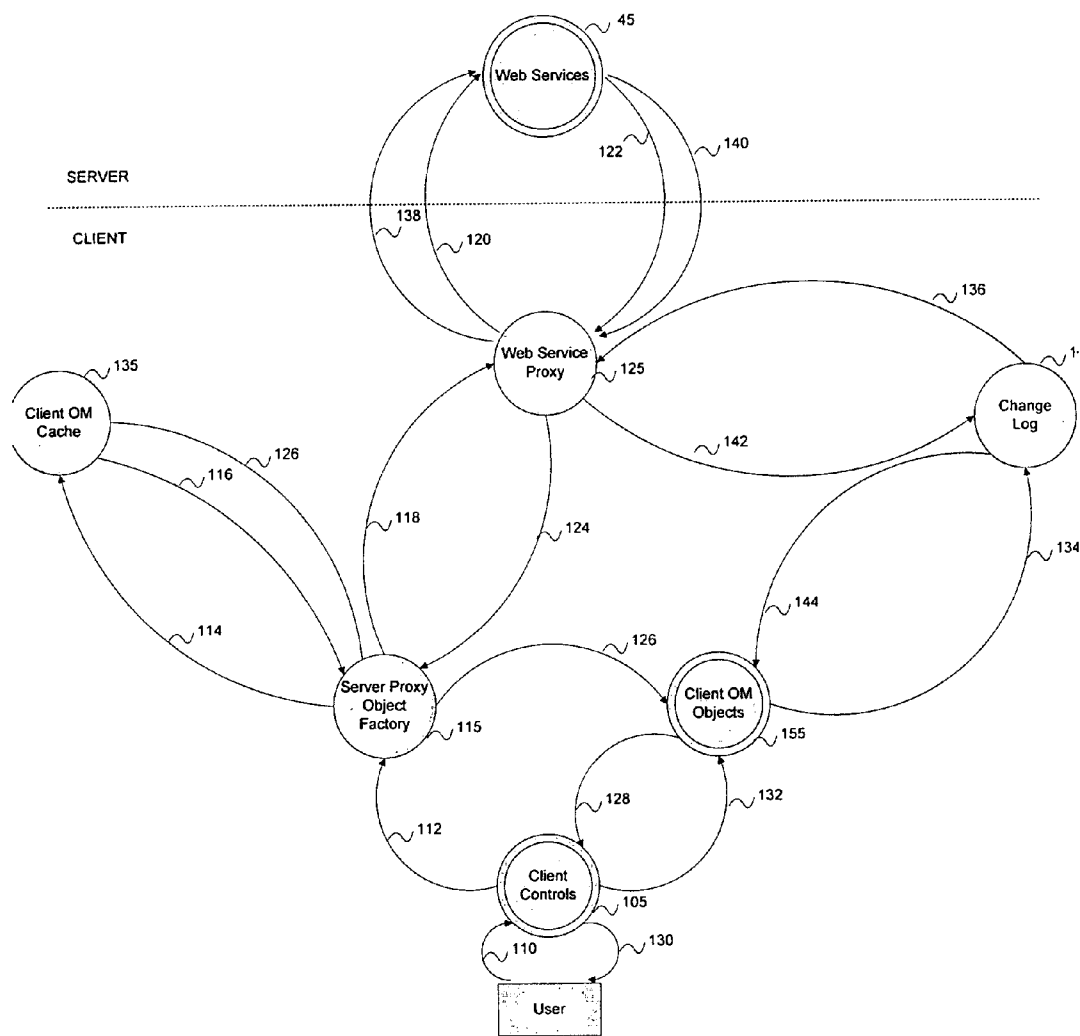 45
Web Services
122
140
SERVER
CLIENT
138
120
136
135
Web Service
Proxy
125
Client OM
Cache
Change
Log
126
116
142
118
124
134
144
114
126
Server Proxy
Object
Factory
115
Client OM
Objects
155
128
132
112
Client
Controls
105
110
130
User